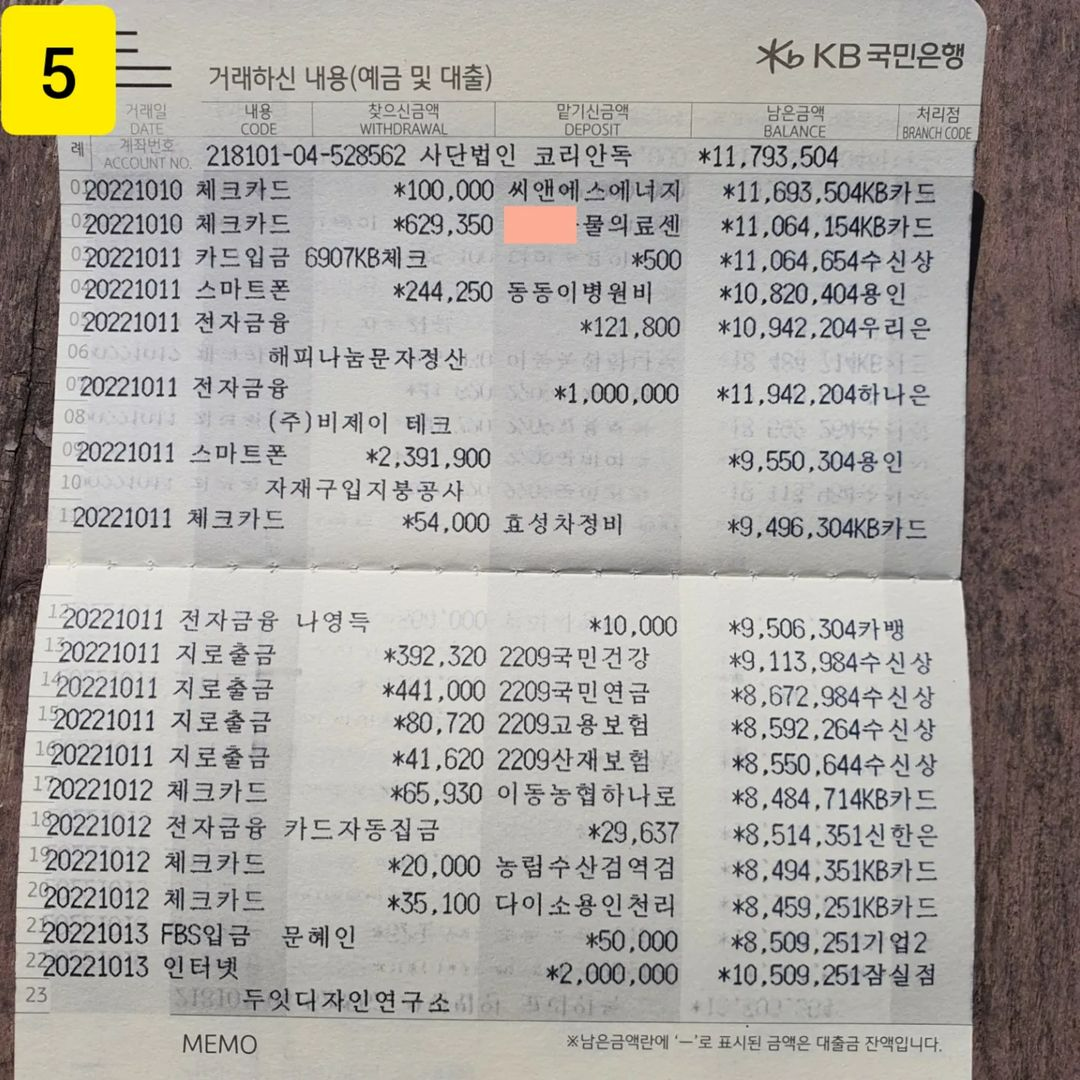 5
KB국민은행
거래하신 내용(예금 및 대출)
거래일 내용 찾으신금액 맡기신금액 남은금액 처리점
DATE CODE WITHDRAWAL DEPOSIT BALANCE BRANCH CODE
례 계좌번호 ACCOUNT NO. 218101-04-528562 사단법인 코리안독 *11,793,504
01 20221010 체크카드 *100,000 씨앤에스에너지 *11,693,504KB카드
02 20221010 체크카드 *629,350 물의료센 *11,064,154KB카드
03 20221011 카드입금 6907KB체크 *500 *11,064,654수신상
04 20221011 스마트폰 *244,250 동동이병원비 *10,820,404용인
05 20221011 전자금융 *121,800 *10,942,204우리은
06 해피나눔문자정산
07 20221011 전자금융 *1,000,000 *11,942,204하나은
08 (주)비제이 테크
09 20221011 스마트폰 *2,391,900 *9,550,304용인
10 자재구입지붕공사
11 20221011 체크카드 *54,000 효성차정비 *9,496,304KB카드
12 20221011 전자금융 나영득 *10,000 *9,506,304카뱅
13 20221011 지로출금 *392,320 2209국민건강 *9,113,984수신상
14 20221011 지로출금 *441,000 2209국민연금 *8,672,984수신상
15 20221011 지로출금 *80,720 2209고용보험 *8,592,264수신상
16 20221011 지로출금 *41,620 2209산재보험 *8,550,644수신상
17 20221012 체크카드 *65,930 이동농협하나로 *8,484,714KB카드
18 20221012 전자금융 카드자동집금 *29,637 *8,514,351신한은
19 20221012 체크카드 *20,000 농림수산검역검 *8,494,351KB카드
20 20221012 체크카드 *35,100 다이소용인천리 *8,459,251KB카드
21 20221013 FBS입금 문혜인 *50,000 *8,509,251기업2
22 20221013 인터넷 *2,000,000 *10,509,251잠실점
23 두잇디자인연구소
MEMO ※남은금액란에 ‘—’로 표시된 금액은 대출금 잔액입니다.